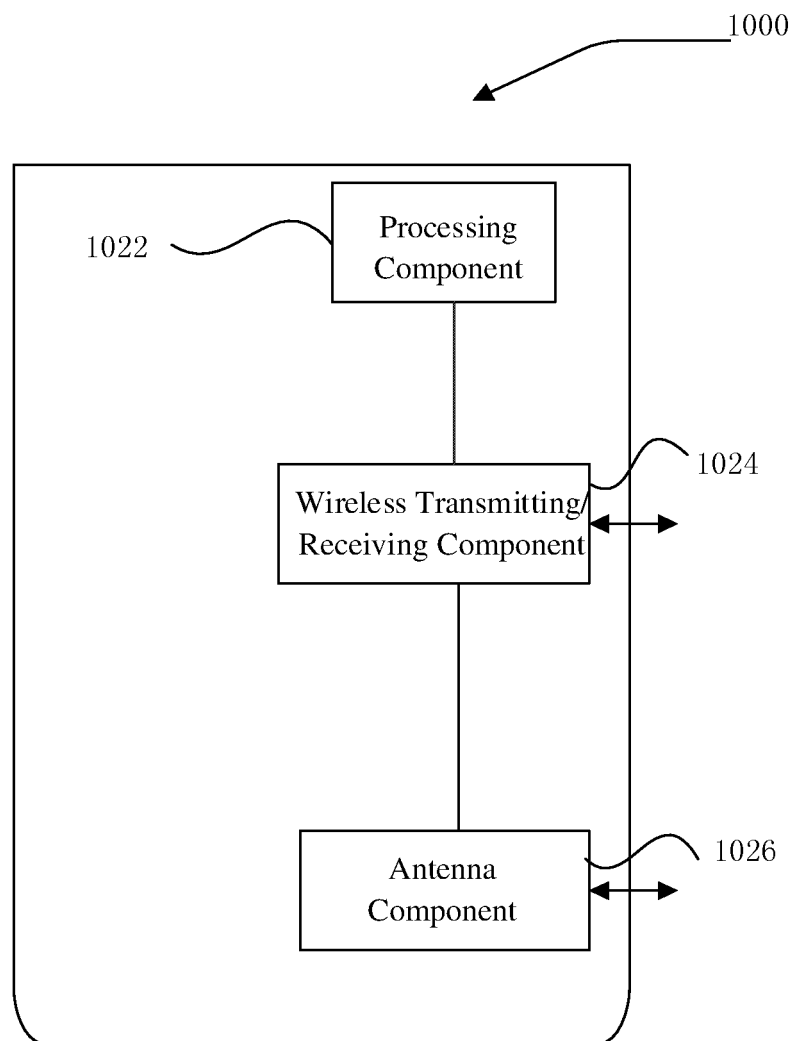 1000
Processing
Component
1022
Wireless Transmitting/
Receiving Component
1024
Antenna
Component
1026